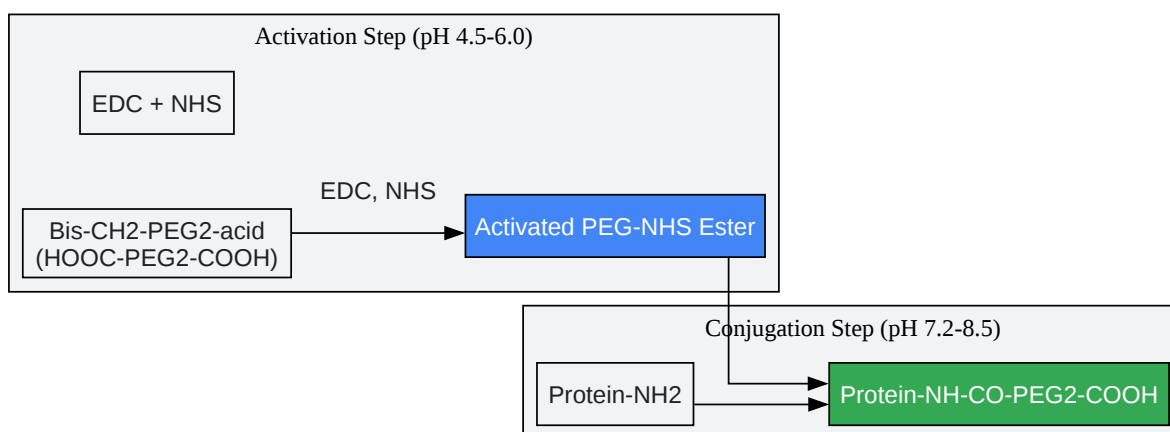 Activation Step (pH 4.5-6.0)
EDC + NHS
EDC, NHS
Bis-CH2-PEG2-acid
(HOOC-PEG2-COOH)
Activated PEG-NHS Ester
Conjugation Step (pH 7.2-8.5)
Protein-NH2
Protein-NH-CO-PEG2-COOH